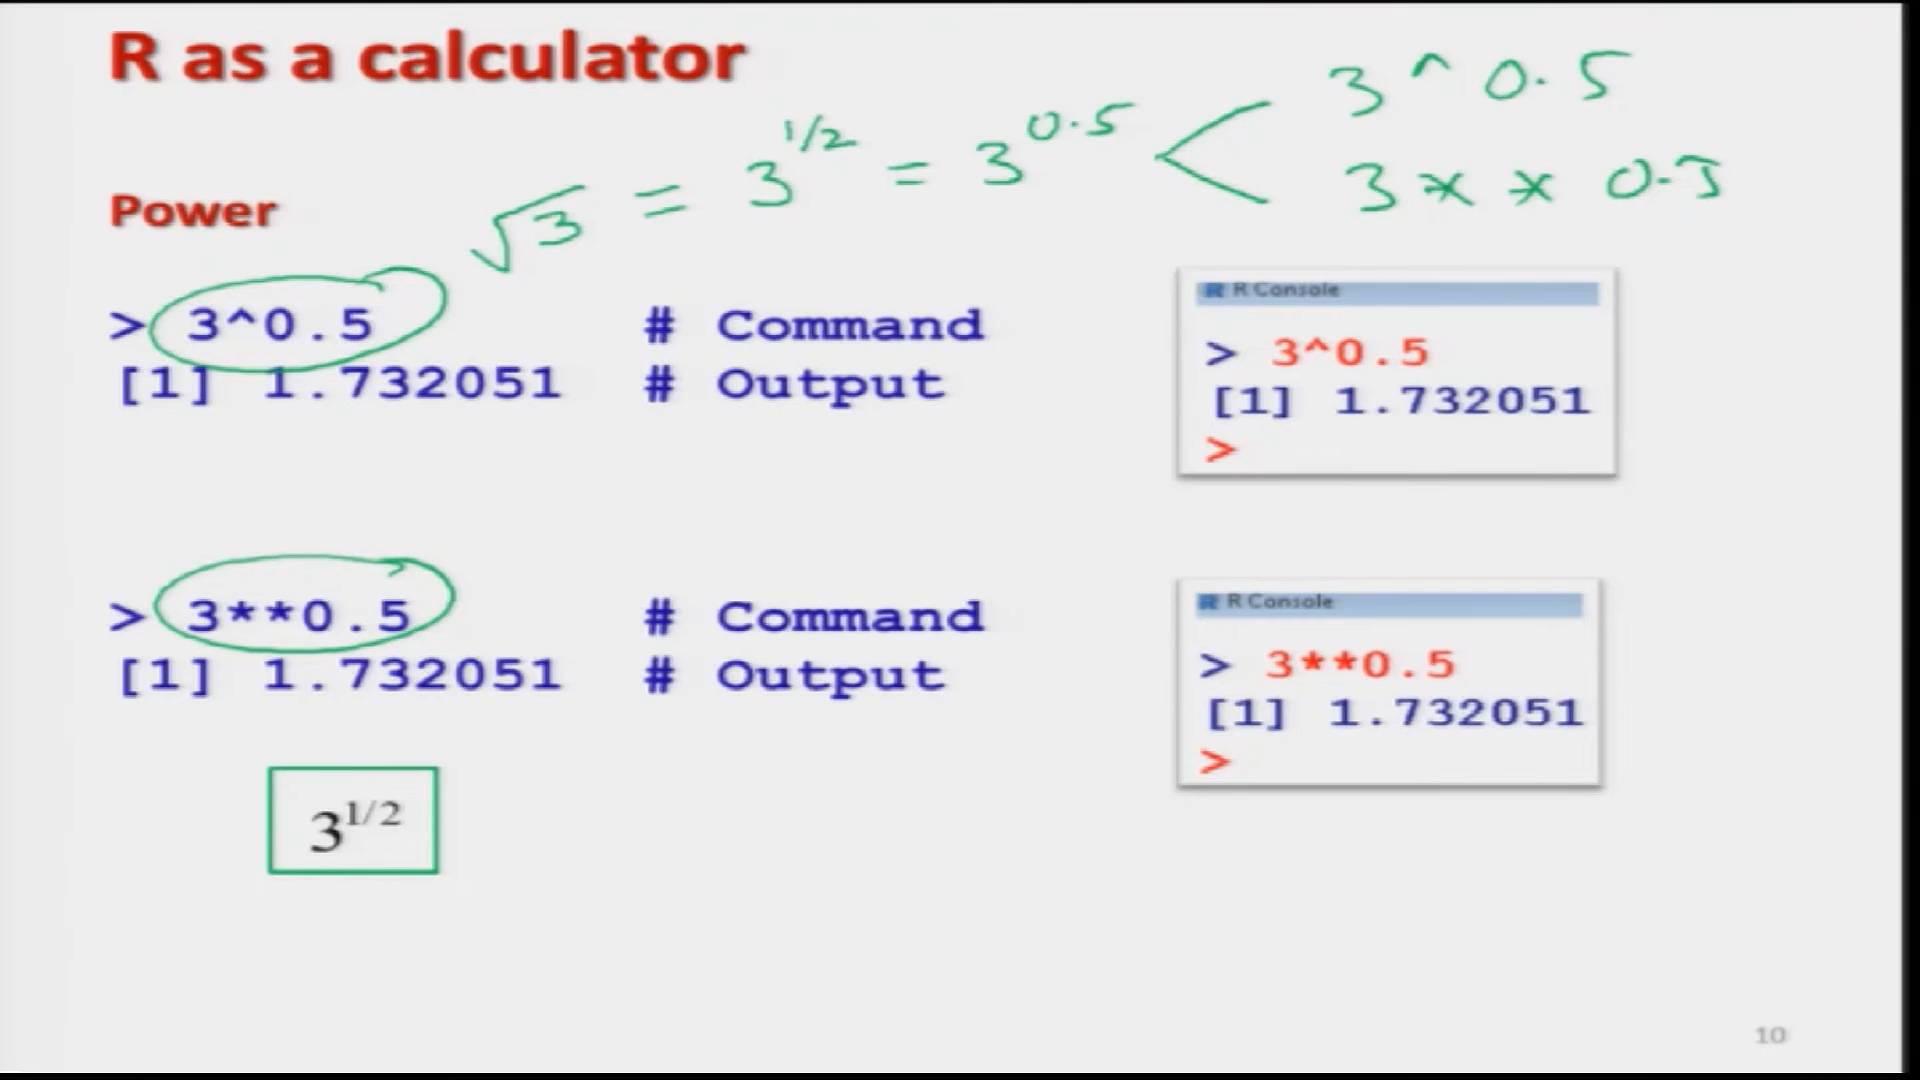 R as a calculator
√3 = 3^1/2 = 3^0.5 < 3 ^ 0.5
3 * * 0.5
Power
> 3^0.5 # Command
[1] 1.732051 # Output
R Console
> 3^0.5
[1] 1.732051
>
> 3**0.5 # Command
[1] 1.732051 # Output
R Console
> 3**0.5
[1] 1.732051
>
3^1/2
10